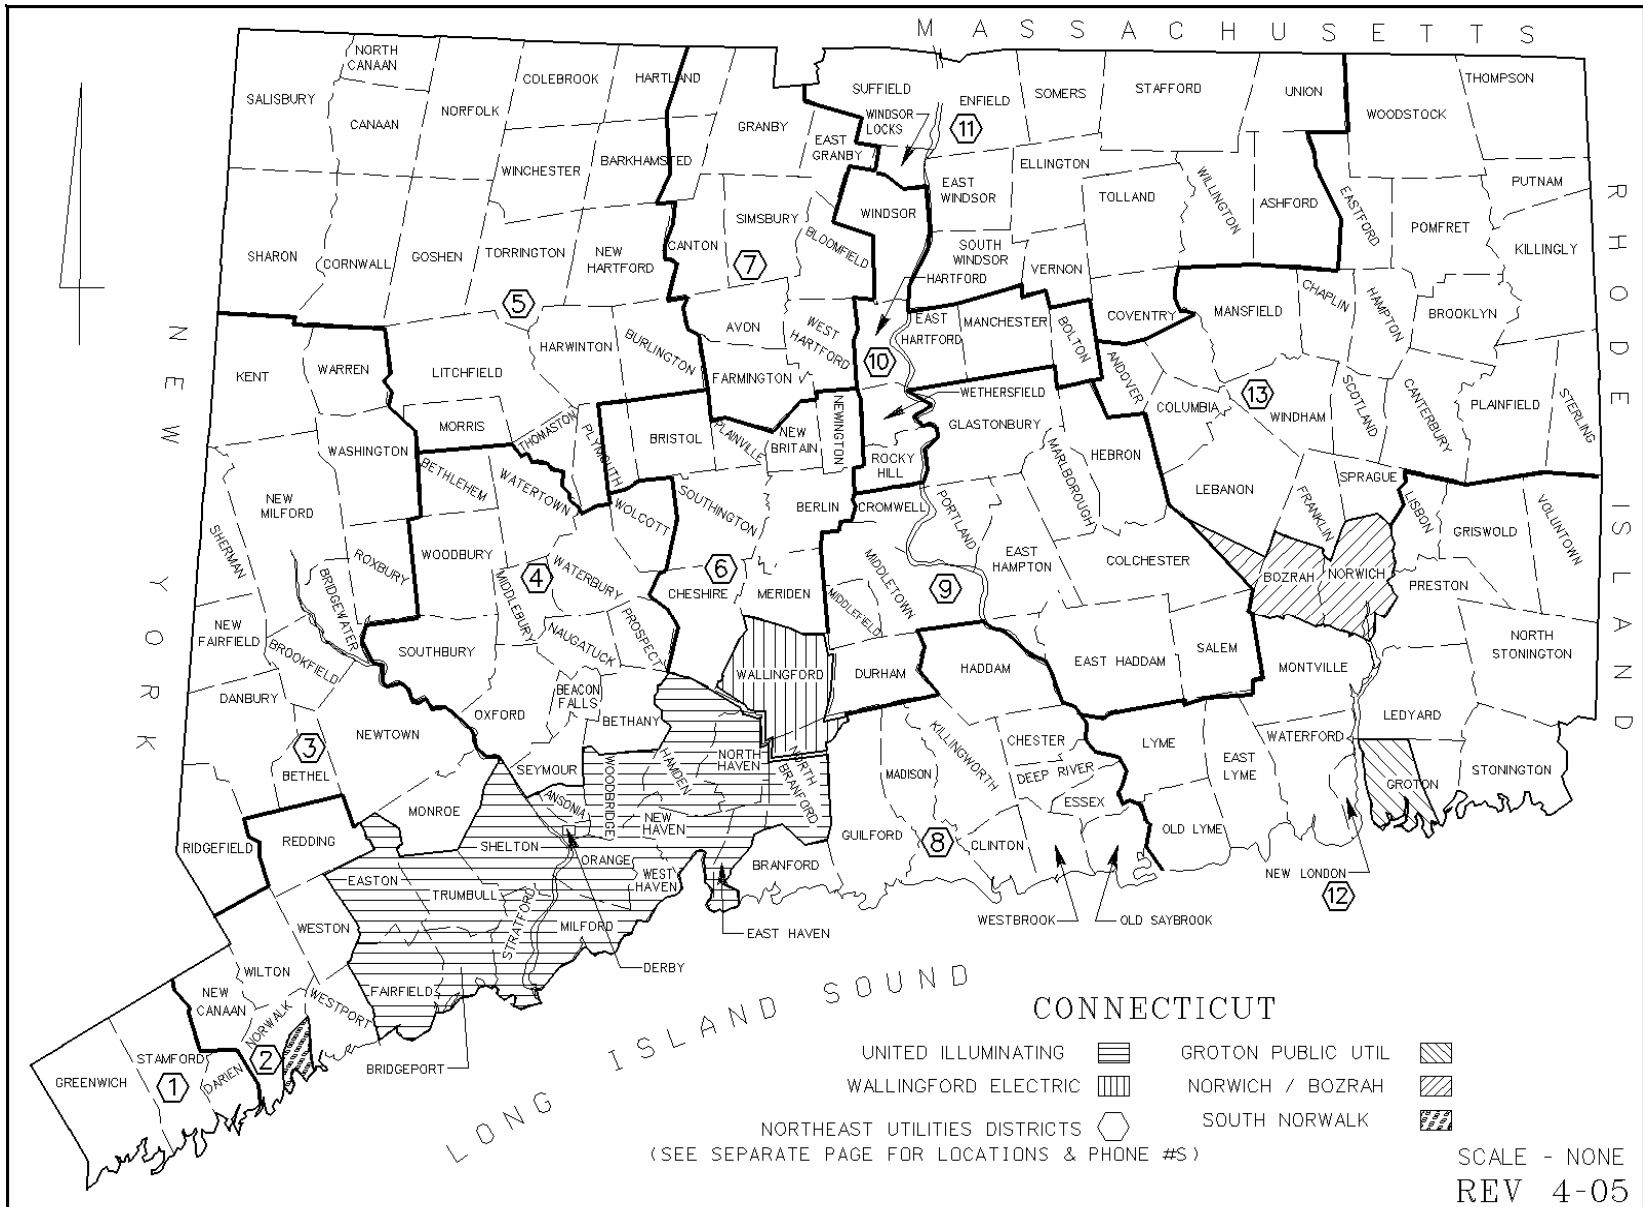 M A S S A C H U S E T T S
NORTH
CANAAN
COLEBROOK
HARTLAND
SALISBURY
CANAAN
NORFOLK
GRANBY
SUFFIELD
WINDSOR
LOCKS
ENFIELD
11
SOMERS
STAFFORD
UNION
WOODSTOCK
THOMPSON
EAST
GRANBY
WINCHESTER
BARKHAMSTED
ELLINGTON
EAST
WINDSOR
TOLLAND
WILLINGTON
ASHFORD
EASTFORD
PUTNAM
POMFRET
KILLINGLY
R H O D E I S L A N D
SHARON
CORNWALL
GOSHEN
TORRINGTON
NEW
HARTFORD
CANTON
SIMSBURY
7
BLOOMFIELD
WINDSOR
SOUTH
WINDSOR
VERNON
HARTFORD
5
N E W Y O R K
KENT
WARREN
LITCHFIELD
HARWINTON
BURLINGTON
AVON
WEST
HARTFORD
FARMINGTON
10
EAST
HARTFORD
MANCHESTER
BOLTON
COVENTRY
ANDOVER
MANSFIELD
CHAPLIN
HAMPTON
BROOKLYN
WETHERSFIELD
GLASTONBURY
COLUMBIA
13
WINDHAM
SCOTLAND
CANTERBURY
PLAINFIELD
STERLING
MORRIS
THOMASTON
PLYMOUTH
BRISTOL
PLAINVILLE
NEW
BRITAIN
NEWINGTON
ROCKY
HILL
MARLBOROUGH
HEBRON
LEBANON
FRANKLIN
SPRAGUE
LISBON
GRISWOLD
VOLUNTOWN
WASHINGTON
BETHLEHEM
WATERTOWN
NEW
MILFORD
SHERMAN
ROXBURY
WOODBURY
WOLCOTT
SOUTHINGTON
BERLIN
CROMWELL
PORTLAND
EAST
HAMPTON
COLCHESTER
BOZRAH
NORWICH
PRESTON
BRIDGEWATER
4
WATERBURY
MIDDLEBURY
6
CHESHIRE
MERIDEN
MIDDLETOWN
MIDDLEFIELD
9
NEW
FAIRFIELD
BROOKFIELD
SOUTHBURY
NAUGATUCK
PROSPECT
WALLINGFORD
DURHAM
HADDAM
EAST HADDAM
SALEM
MONTVILLE
NORTH
STONINGTON
DANBURY
OXFORD
BEACON
FALLS
BETHANY
NEWTOWN
3
BETHEL
SEYMOUR
WOODBRIDGE
HAMDEN
NORTH
HAVEN
NORTH
BRANFORD
MADISON
KILLINGWORTH
CHESTER
DEEP RIVER
ESSEX
LYME
EAST
LYME
WATERFORD
LEDYARD
GROTON
STONINGTON
MONROE
ANSONIA
NEW
HAVEN
RIDGEFIELD
REDDING
SHELTON
ORANGE
WEST
HAVEN
BRANFORD
GUILFORD
8
CLINTON
OLD LYME
NEW LONDON
12
EASTON
TRUMBULL
STRATFORD
MILFORD
EAST HAVEN
WESTBROOK
OLD SAYBROOK
WESTON
DERBY
WILTON
NEW
CANAAN
NORWALK
WESTPORT
FAIRFIELD
BRIDGEPORT
STAMFORD
GREENWICH
1
DARIEN
2
LONG ISLAND SOUND
CONNECTICUT
UNITED ILLUMINATING
GROTON PUBLIC UTIL
WALLINGFORD ELECTRIC
NORWICH / BOZRAH
NORTHEAST UTILITIES DISTRICTS
SOUTH NORWALK
(SEE SEPARATE PAGE FOR LOCATIONS & PHONE #S)
SCALE - NONE
REV 4-05